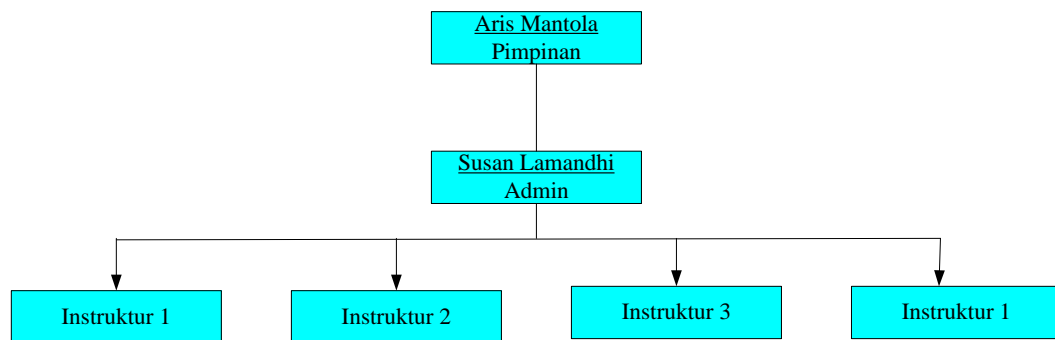 Aris Mantola
Pimpinan
Susan Lamandhi
Admin
Instruktur 1
Instruktur 2
Instruktur 3
Instruktur 1